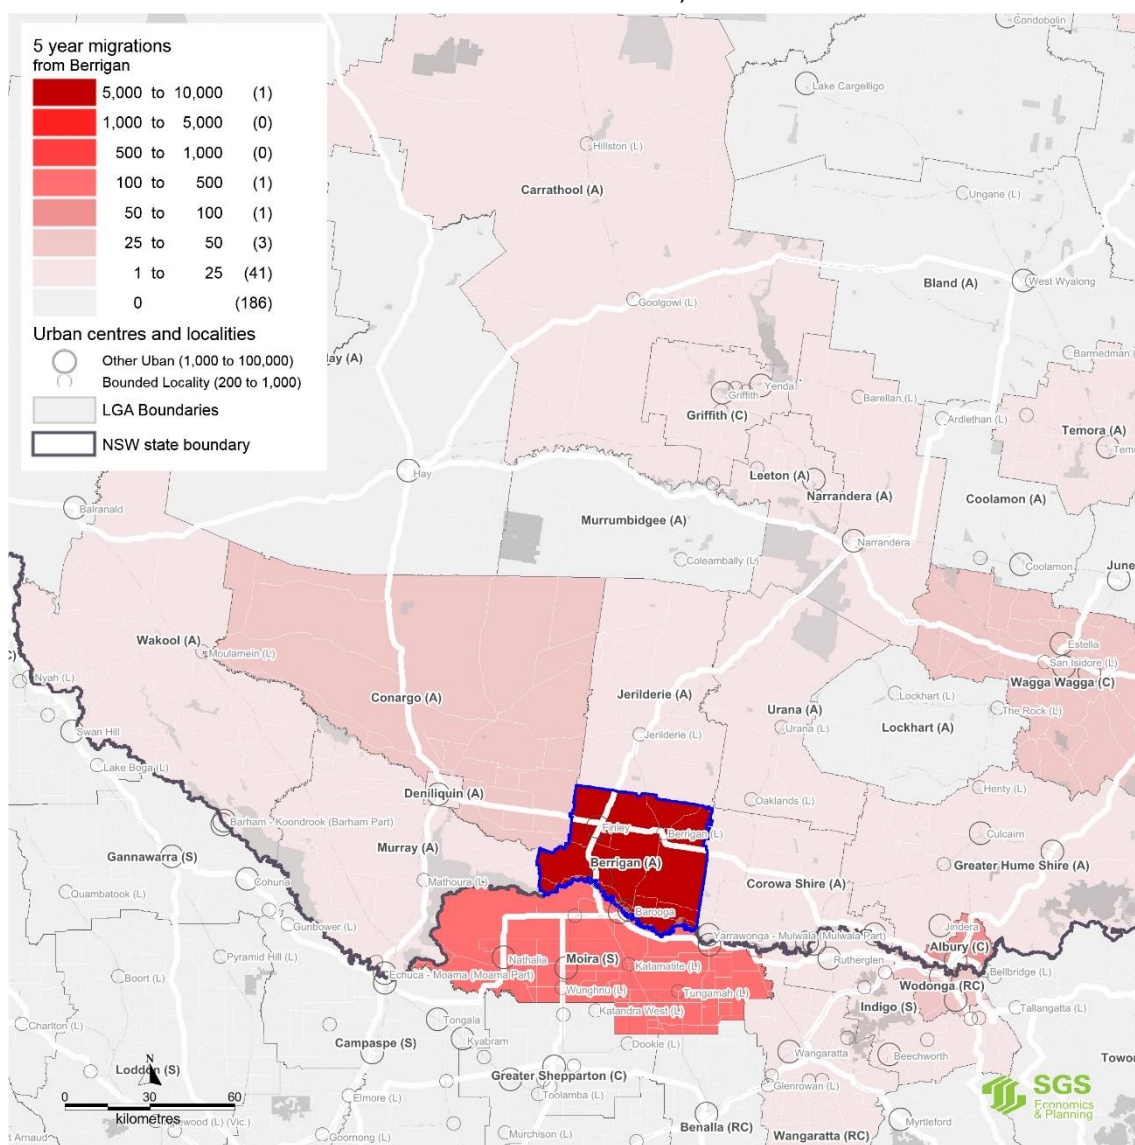 5 year migrations
from Berrigan
5,000 to 10,000 (1)
1,000 to 5,000 (0)
500 to 1,000 (0)
100 to 500 (1)
50 to 100 (1)
25 to 50 (3)
1 to 25 (41)
0 (186)
Urban centres and localities
Other Uban (1,000 to 100,000)
Bounded Locality (200 to 1,000)
LGA Boundaries
NSW state boundary
Condobolin
Lake Cargelligo
Hillston (L)
Carrathool (A)
Ungarie (L)
Bland (A)
West Wyalong
Goolgowi (L)
ay (A)
Barmedman (L)
Yenda
Griffith
Barellan (L)
Griffith (C)
Ardlethan (L)
Temora (A)
Temo
Hay
Leeton (A)
Narrandera (A)
Coolamon (A)
Balranald
Murrumbidgee (A)
Narrandera
Coleambally (L)
Coolamon
June
Wakool (A)
Moulamein (L)
Estella
San Isidore (L)
Nyah (L)
Wagga Wagga (C)
Conargo (A)
Jerilderie (A)
Urana (A)
Lockhart (L)
The Rock (L)
Swan Hill
Jerilderie (L)
Urana (L)
Lockhart (A)
Lake Boga (L)
Deniliquin (A)
Oaklands (L)
Henty (L)
Barham - Koondrook (Barham Part)
Finley
Berrigan (L)
Culcairn
Gannawarra (S)
Murray (A)
Berrigan (A)
Greater Hume Shire (A)
Cohuna
Mathoura (L)
Corowa Shire (A)
Quambatook (L)
Barooga
Gunbower (L)
Jindera
Yarrawonga - Mulwala (Mulwala Part)
Albury (C)
Pyramid Hill (L)
Nathalia
Moira (S)
Katamatite (L)
Rutherglen
Boort (L)
Echuca - Moama (Moama Part)
Bellbridge (L)
Wunghnu (L)
Tungamah (L)
Wodonga (RC)
Indigo (S)
Tallangatta (L)
Charlton (L)
Tongala
Katandra West (L)
Campaspe (S)
Kyabram
Dookie (L)
Wangaratta
Beechworth
Towon
Loddon (S)
Greater Shepparton (C)
Glenrowan (L)
Toolamba (L)
Elmore (L)
N
0 30 60
kilometres
SGS
Economics
& Planning
Benalla (RC)
Myrtleford
Arnaud
Goornong (L)
Murchison (L)
Wangaratta (RC)